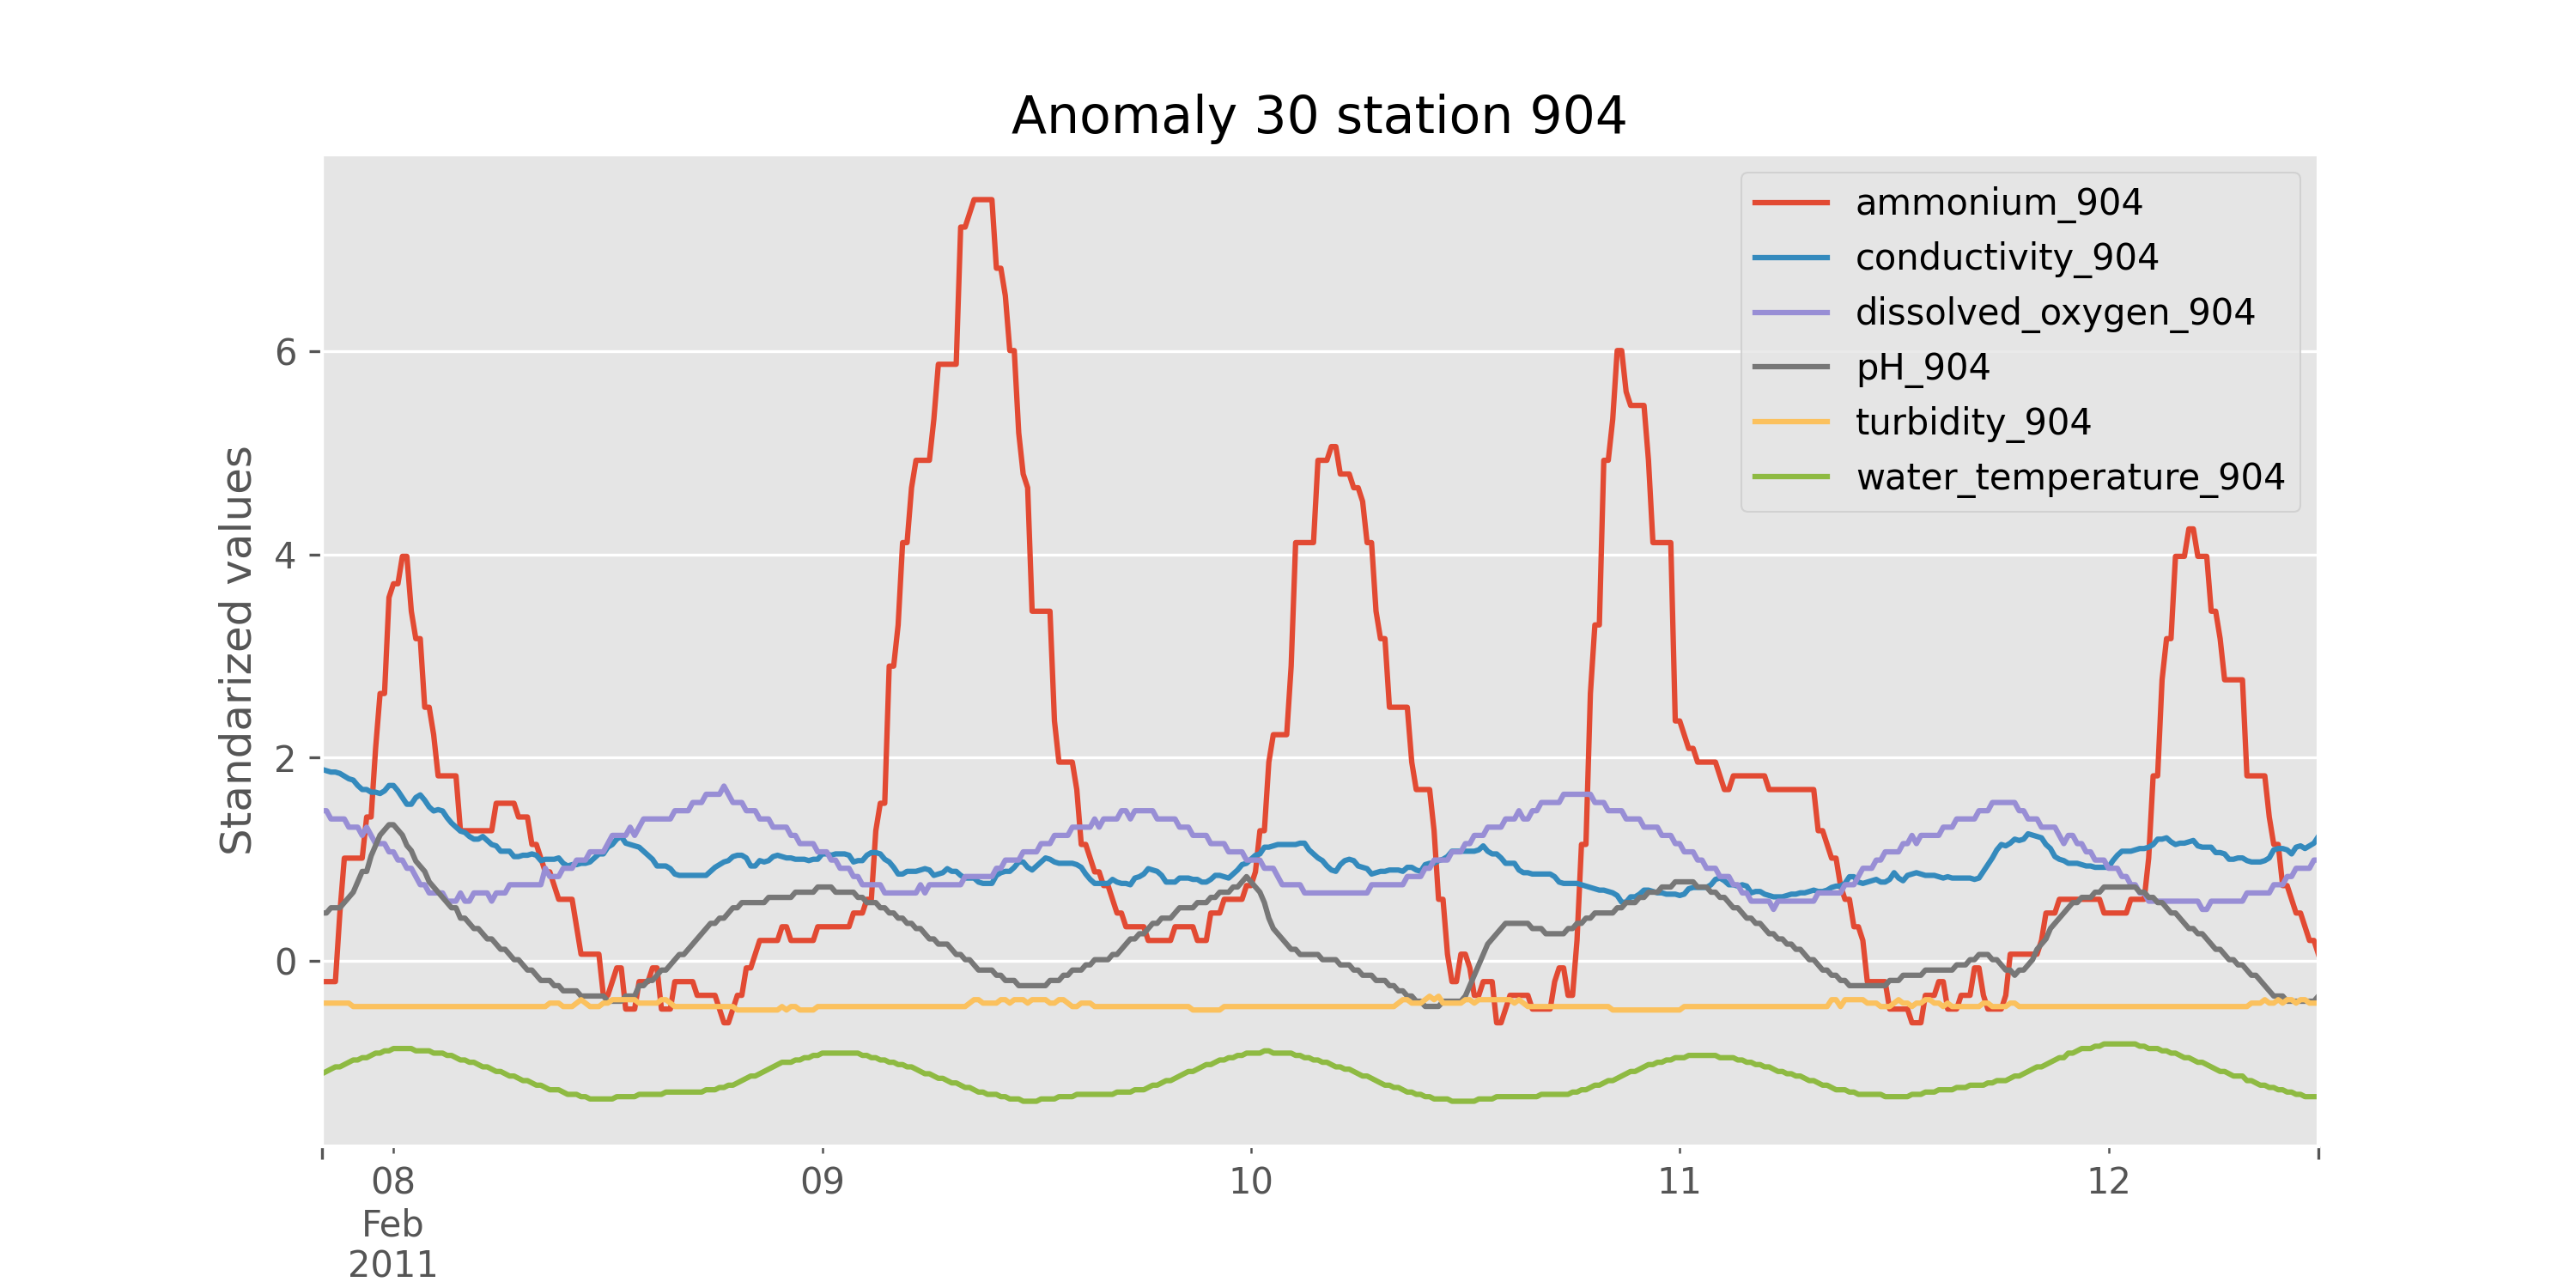 Anomaly 30 station 904
ammonium_904
conductivity_904
dissolved_oxygen_904
pH_904
turbidity_904
water_temperature_904
Standarized values
6
4
2
0
08
09
10
11
12
Feb
2011